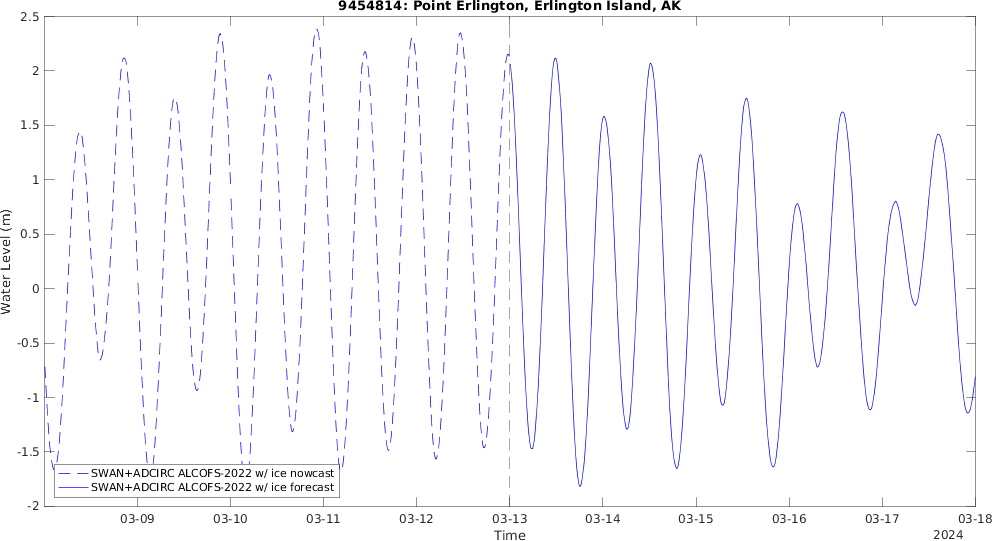 9454814: Point Erlington, Erlington Island, AK
2.5
2
1.5
1
0.5
0
-0.5
-1
-1.5
-2
Water Level (m)
SWAN+ADCIRC ALCOFS-2022 w/ ice nowcast
SWAN+ADCIRC ALCOFS-2022 w/ ice forecast
03-09 03-10 03-11 03-12 03-13 03-14 03-15 03-16 03-17 03-18
Time
2024